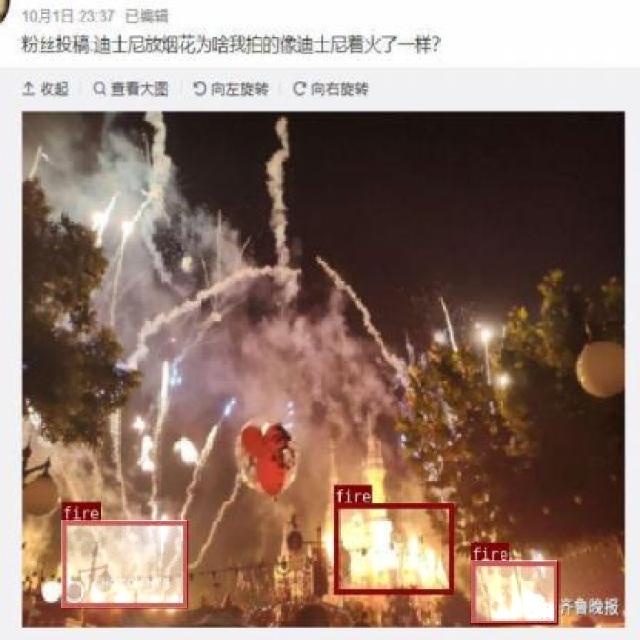 10月1日 23:37 已编辑
粉丝投稿.迪士尼放烟花为啥我拍的像迪士尼着火了一样?
收起 查看大图 向左旋转 向右旋转
fire
fire
fire
齐鲁晚报